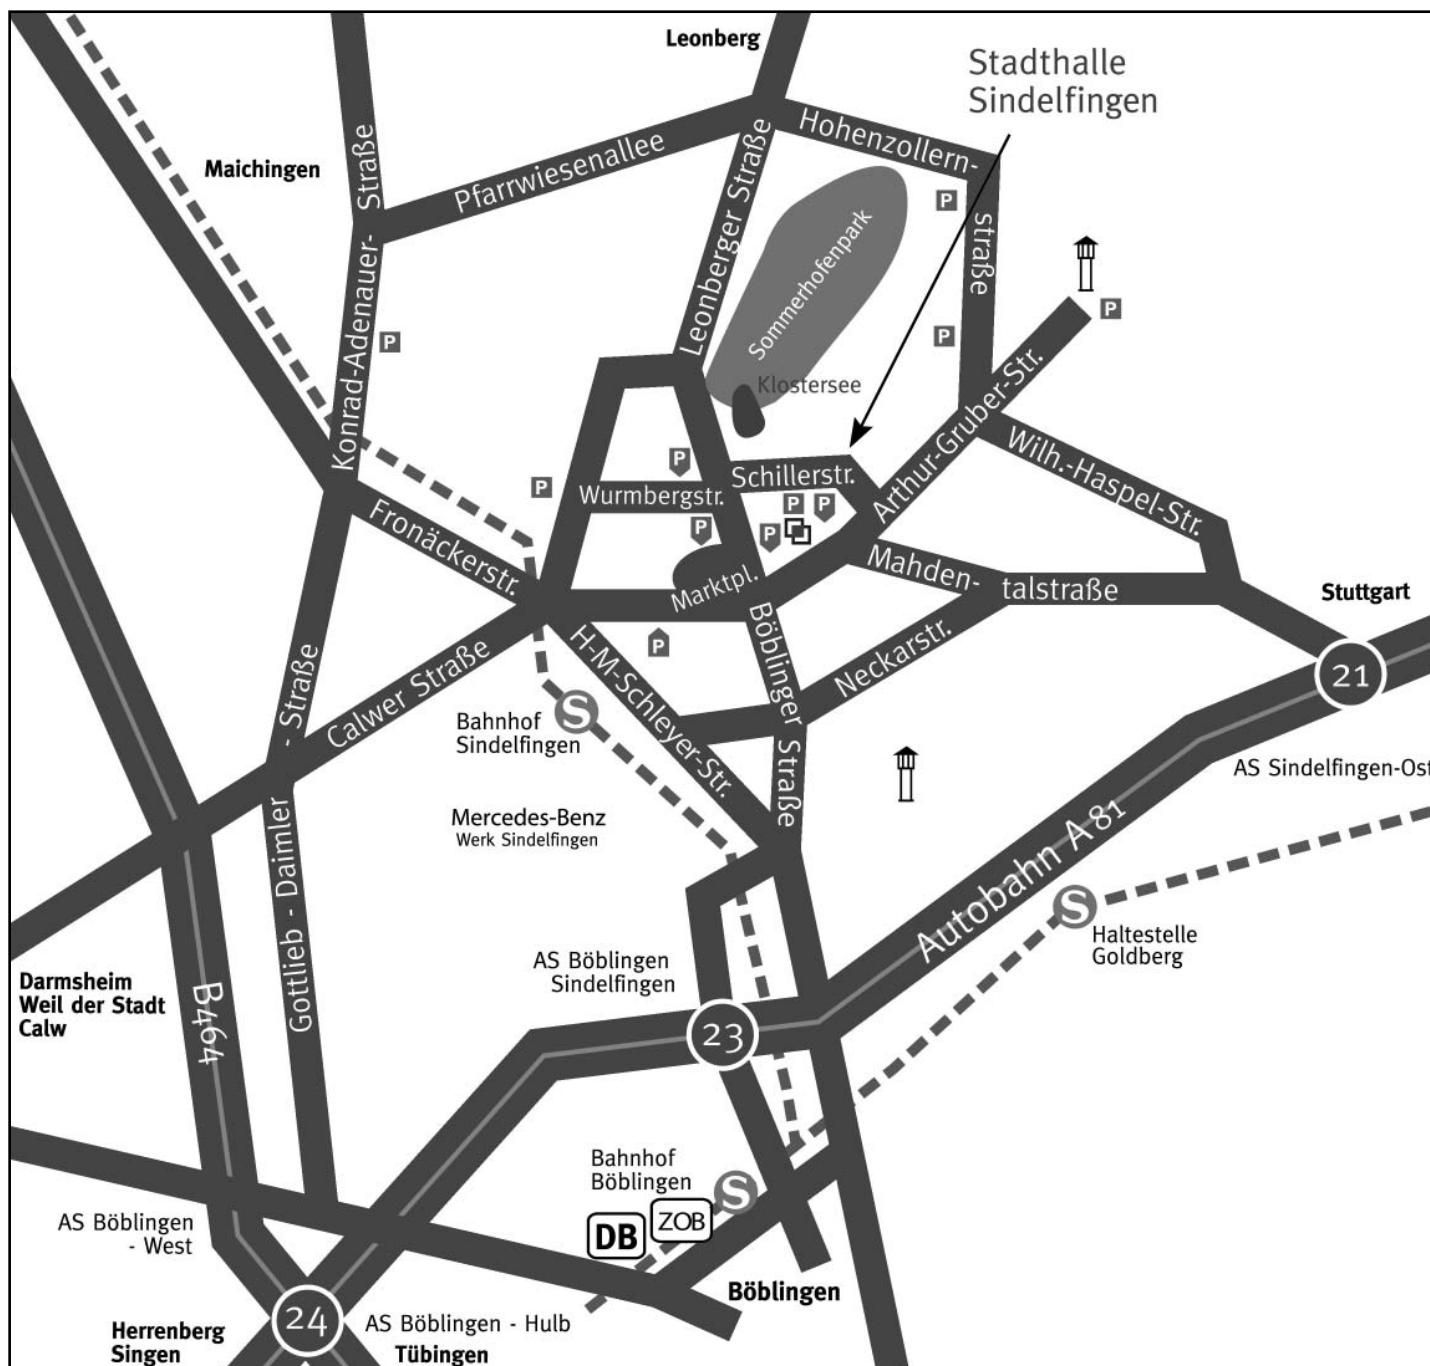 Leonberg
Stadthalle
Sindelfingen
Hohenzollern-
straße
Maichingen
Pfarrwiesenallee
Konrad-Adenauer-
Straße
Leonberger Straße
Sommerhofenpark
Klostersee
P
P
P
P
P
P
P
P
P
P
P
P
Schillerstr.
Wurmbergstr.
Arthur-Gruber-Str.
Wilh.-Haspel-Str.
Fronäckerstr.
Marktpl.
Mahden-
talstraße
Stuttgart
21
AS Sindelfingen-Ost
Böblinger
Straße
Neckarstr.
H-M-Schleyer-Str.
Calwer Straße
Gottlieb - Daimler
- Straße
S
Bahnhof
Sindelfingen
Mercedes-Benz
Werk Sindelfingen
Autobahn A 81
S
Haltestelle
Goldberg
AS Böblingen
Sindelfingen
23
Darmsheim
Weil der Stadt
Calw
B464
Bahnhof
Böblingen
S
DB
ZOB
AS Böblingen
- West
Böblingen
24
AS Böblingen - Hulb
Herrenberg
Singen
Tübingen